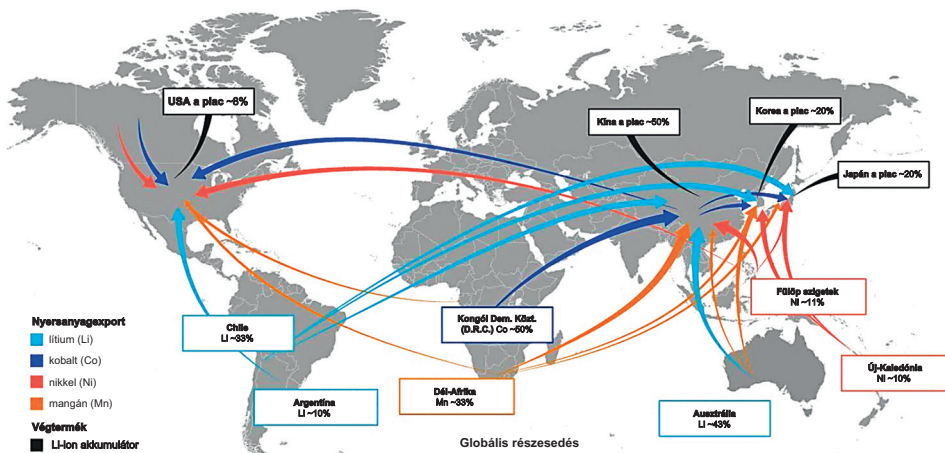 USA a piac ~6%
Kína a piac ~50%
Korea a piac ~20%
Japán a piac ~20%
Fülöp szigetek
Ni ~11%
Nyersanyagexport
lítium (Li)
kobalt (Co)
nikkel (Ni)
mangán (Mn)
Végtermék
Li-ion akkumulátor
Chile
Li ~33%
Kongói Dem. Közt.
(D.R.C.) Co ~50%
Argentína
Li ~10%
Dél-Afrika
Mn ~33%
Ausztrália
Li ~43%
Új-Kaledónia
Ni ~10%
Globális részesedés